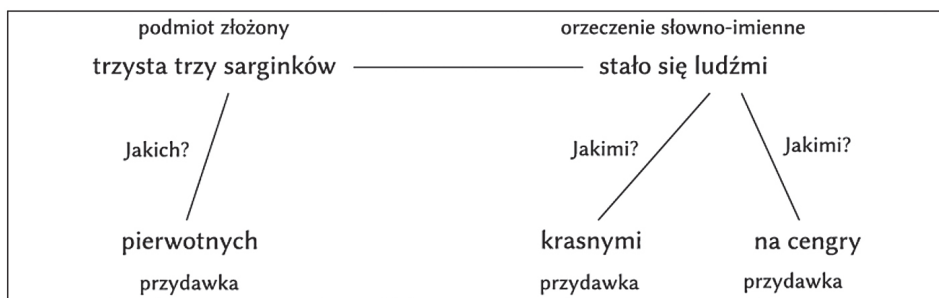 podmiot złożony orzeczenie słowno-imienne
trzysta trzy sarginków stało się ludźmi
Jakich? Jakimi? Jakimi?
pierwotnych krasnymi na cengry
przydawka przydawka przydawka